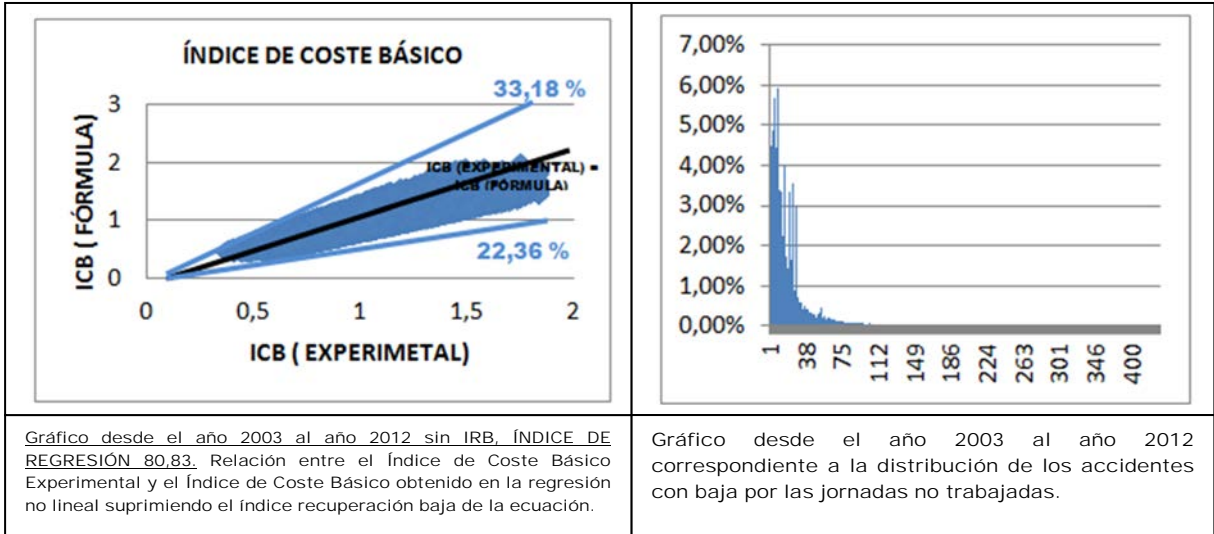 ÍNDICE DE COSTE BÁSICO
33,18 %
3
2
1
0
ICB ( FÓRMULA)
ICB (EXPERIMENTAL) =
ICB (FÓRMULA)
22,36 %
0
0,5
1
1,5
2
ICB ( EXPERIMETAL)
7,00%
6,00%
5,00%
4,00%
3,00%
2,00%
1,00%
0,00%
1
38
75
112
149
186
224
263
301
346
400
Gráfico desde el año 2003 al año 2012 sin IRB, ÍNDICE DE
REGRESIÓN 80,83. Relación entre el Índice de Coste Básico
Experimental y el Índice de Coste Básico obtenido en la regresión
no lineal suprimiendo el índice recuperación baja de la ecuación.
Gráfico desde el año 2003 al año 2012
correspondiente a la distribución de los accidentes
con baja por las jornadas no trabajadas.